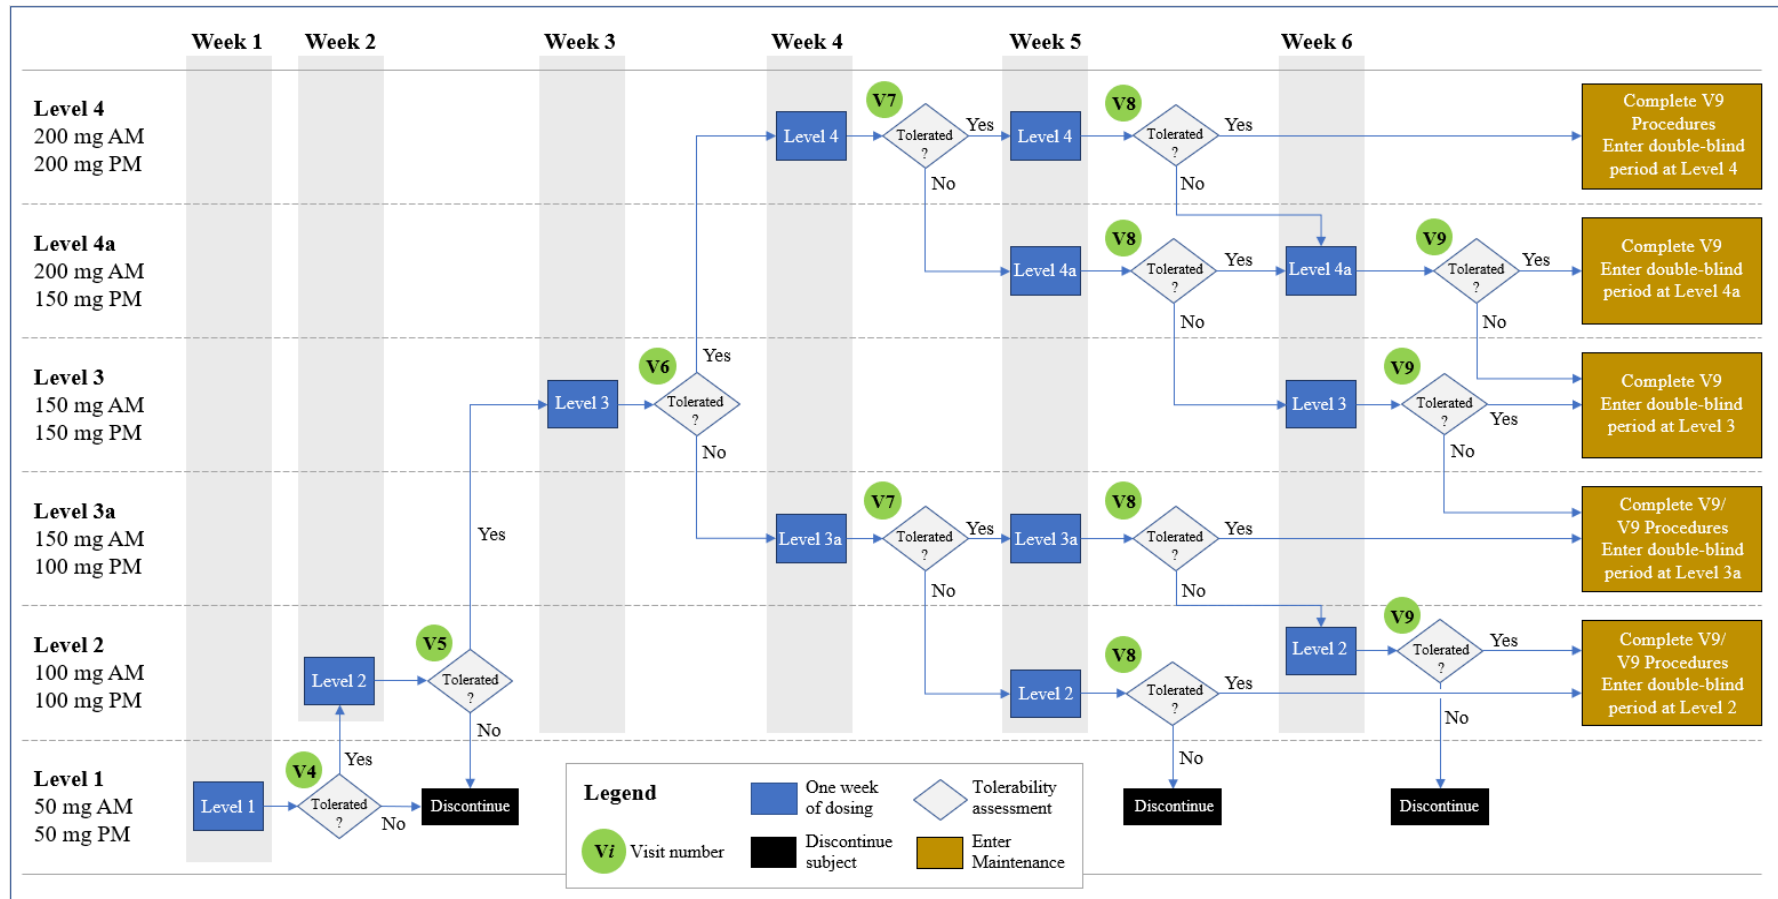 Week 1
Week 2
Week 3
Week 4
Week 5
Week 6
Level 4
200 mg AM
200 mg PM
Level 4
V7
Tolerated
?
Yes
No
Level 4
V8
Tolerated
?
Yes
No
Complete V9
Procedures
Enter double-blind
period at Level 4
Level 4a
200 mg AM
150 mg PM
Level 4a
V8
Tolerated
?
Yes
No
Level 4a
V9
Tolerated
?
Yes
No
Complete V9
Enter double-blind
period at Level 4a
Level 3
150 mg AM
150 mg PM
Level 3
V6
Tolerated
?
Yes
No
Level 3
V9
Tolerated
?
Yes
No
Complete V9
Enter double-blind
period at Level 3
Level 3a
150 mg AM
100 mg PM
Yes
Level 3a
V7
Tolerated
?
Yes
No
Level 3a
V8
Tolerated
?
Yes
No
Complete V9/
V9 Procedures
Enter double-blind
period at Level 3a
Level 2
100 mg AM
100 mg PM
Level 2
V5
Tolerated
?
No
Level 2
V8
Tolerated
?
Yes
No
Level 2
V9
Tolerated
?
Yes
No
Complete V9/
V9 Procedures
Enter double-blind
period at Level 2
Level 1
50 mg AM
50 mg PM
Level 1
V4
Tolerated
?
Yes
No
Discontinue
Discontinue
Discontinue
Legend
One week
of dosing
Tolerability
assessment
Vi Visit number
Discontinue
subject
Enter
Maintenance